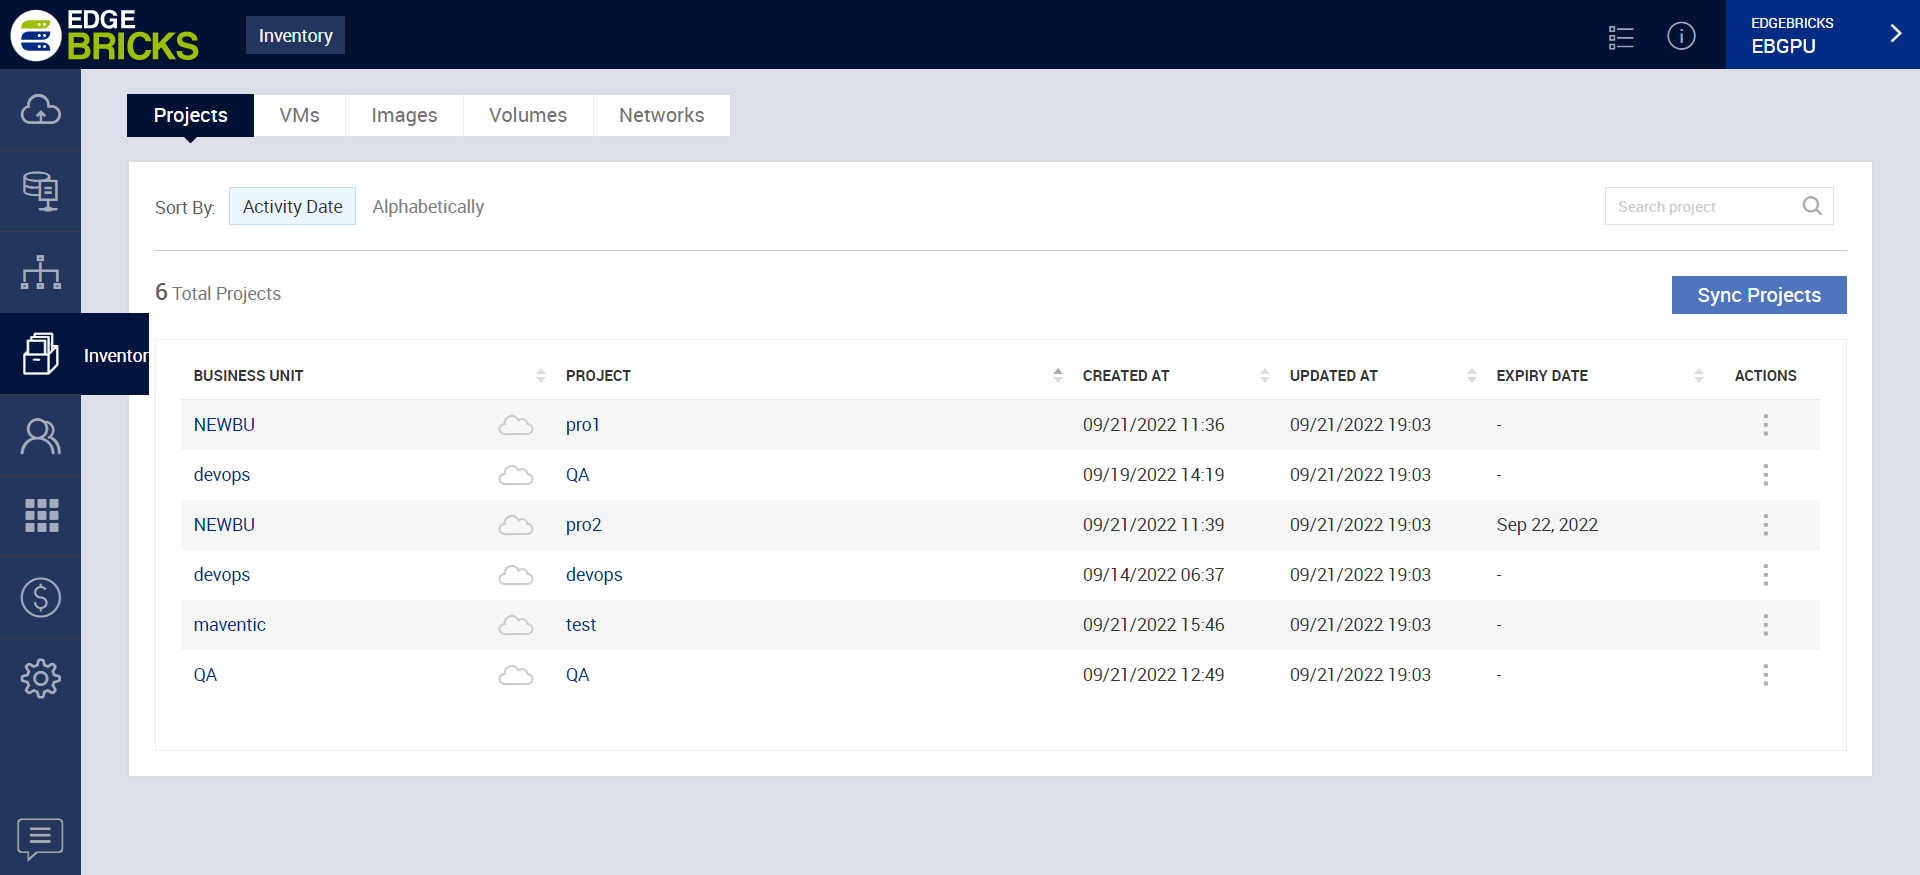 EDGE
BRICKS
Inventory
EDGEBRICKS
EBGPU
Projects VMs Images Volumes Networks
Sort By: Activity Date Alphabetically Search project
6 Total Projects Sync Projects
Inventor
BUSINESS UNIT PROJECT CREATED AT UPDATED AT EXPIRY DATE ACTIONS
NEWBU pro1 09/21/2022 11:36 09/21/2022 19:03 -
devops QA 09/19/2022 14:19 09/21/2022 19:03 -
NEWBU pro2 09/21/2022 11:39 09/21/2022 19:03 Sep 22, 2022
devops devops 09/14/2022 06:37 09/21/2022 19:03 -
maventic test 09/21/2022 15:46 09/21/2022 19:03 -
QA QA 09/21/2022 12:49 09/21/2022 19:03 -